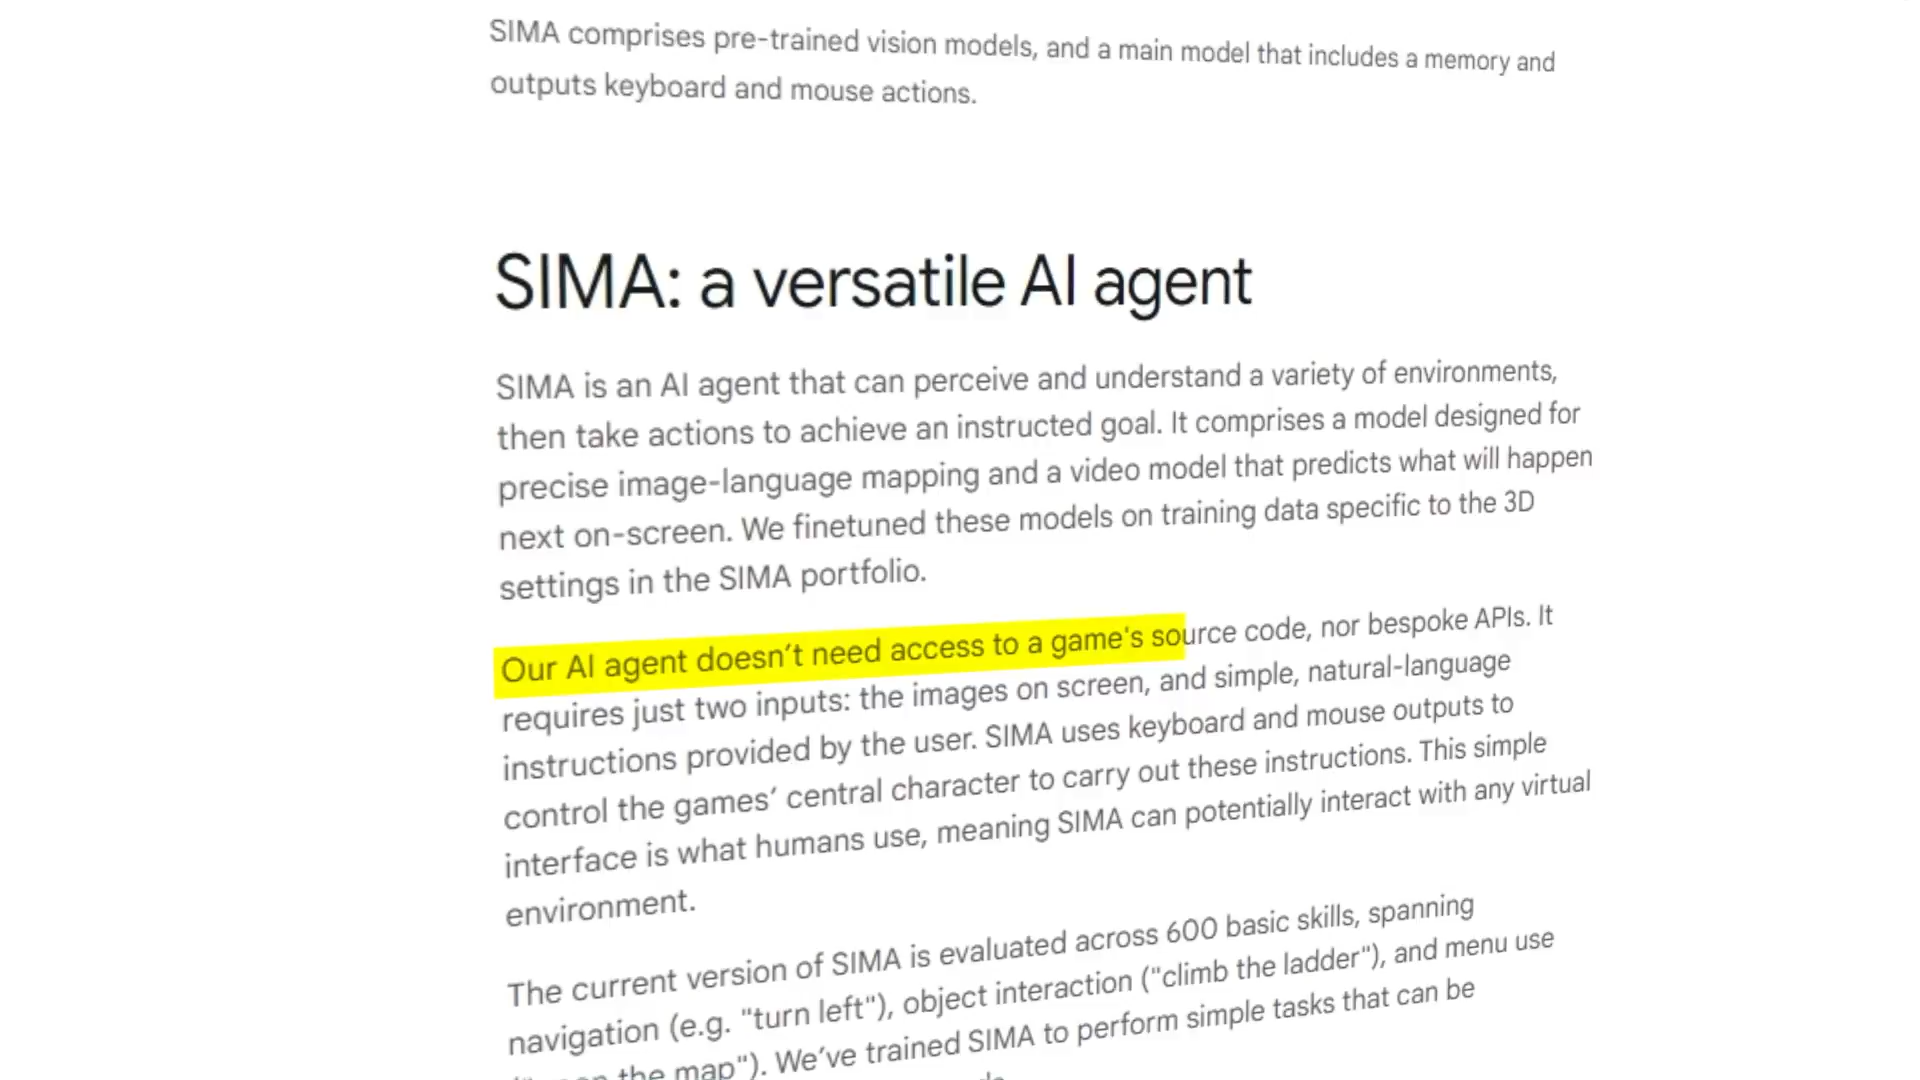 SIMA comprises pre-trained vision models, and a main model that includes a memory and
outputs keyboard and mouse actions.
SIMA: a versatile AI agent
SIMA is an AI agent that can perceive and understand a variety of environments,
then take actions to achieve an instructed goal. It comprises a model designed for
precise image-language mapping and a video model that predicts what will happen
next on-screen. We finetuned these models on training data specific to the 3D
settings in the SIMA portfolio.
Our AI agent doesn’t need access to a game's source code, nor bespoke APIs. It
requires just two inputs: the images on screen, and simple, natural-language
instructions provided by the user. SIMA uses keyboard and mouse outputs to
control the games’ central character to carry out these instructions. This simple
interface is what humans use, meaning SIMA can potentially interact with any virtual
environment.
The current version of SIMA is evaluated across 600 basic skills, spanning
navigation (e.g. "turn left"), object interaction ("climb the ladder"), and menu use
the map"). We’ve trained SIMA to perform simple tasks that can be